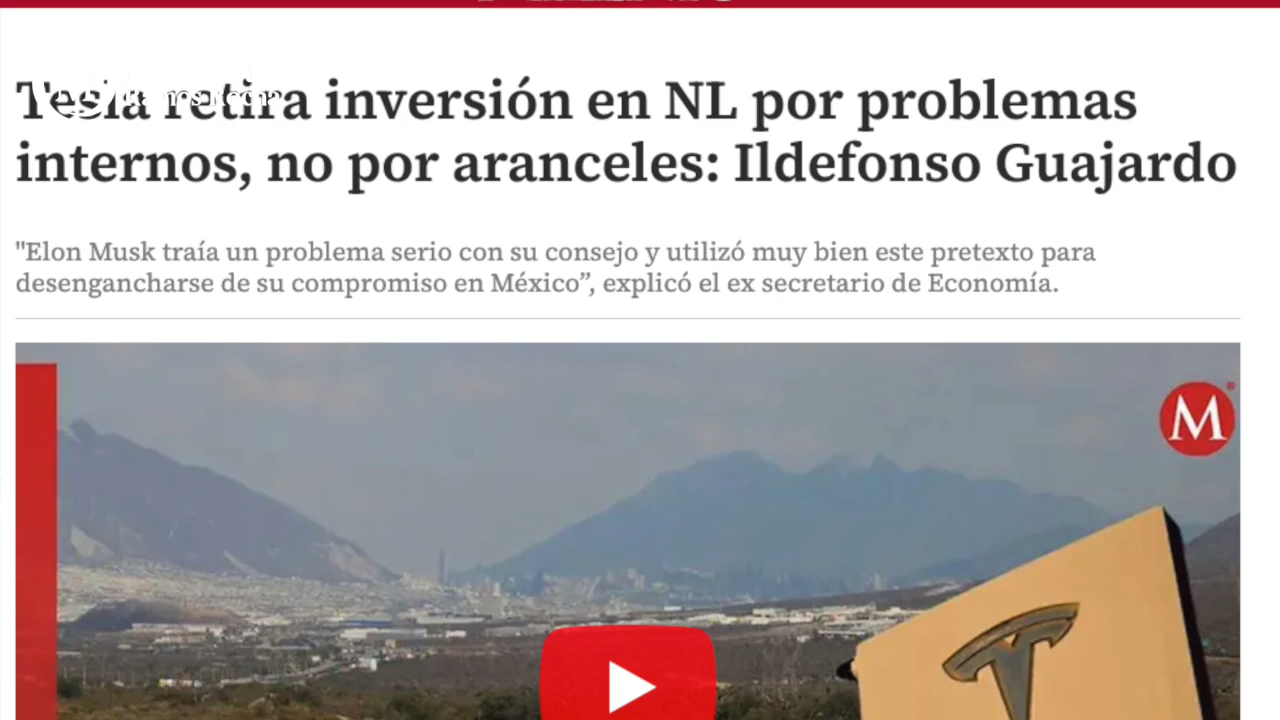 Tesla retira inversión en NL por problemas
internos, no por aranceles: Ildefonso Guajardo
"Elon Musk traía un problema serio con su consejo y utilizó muy bien este pretexto para
desengancharse de su compromiso en México”, explicó el ex secretario de Economía.
M